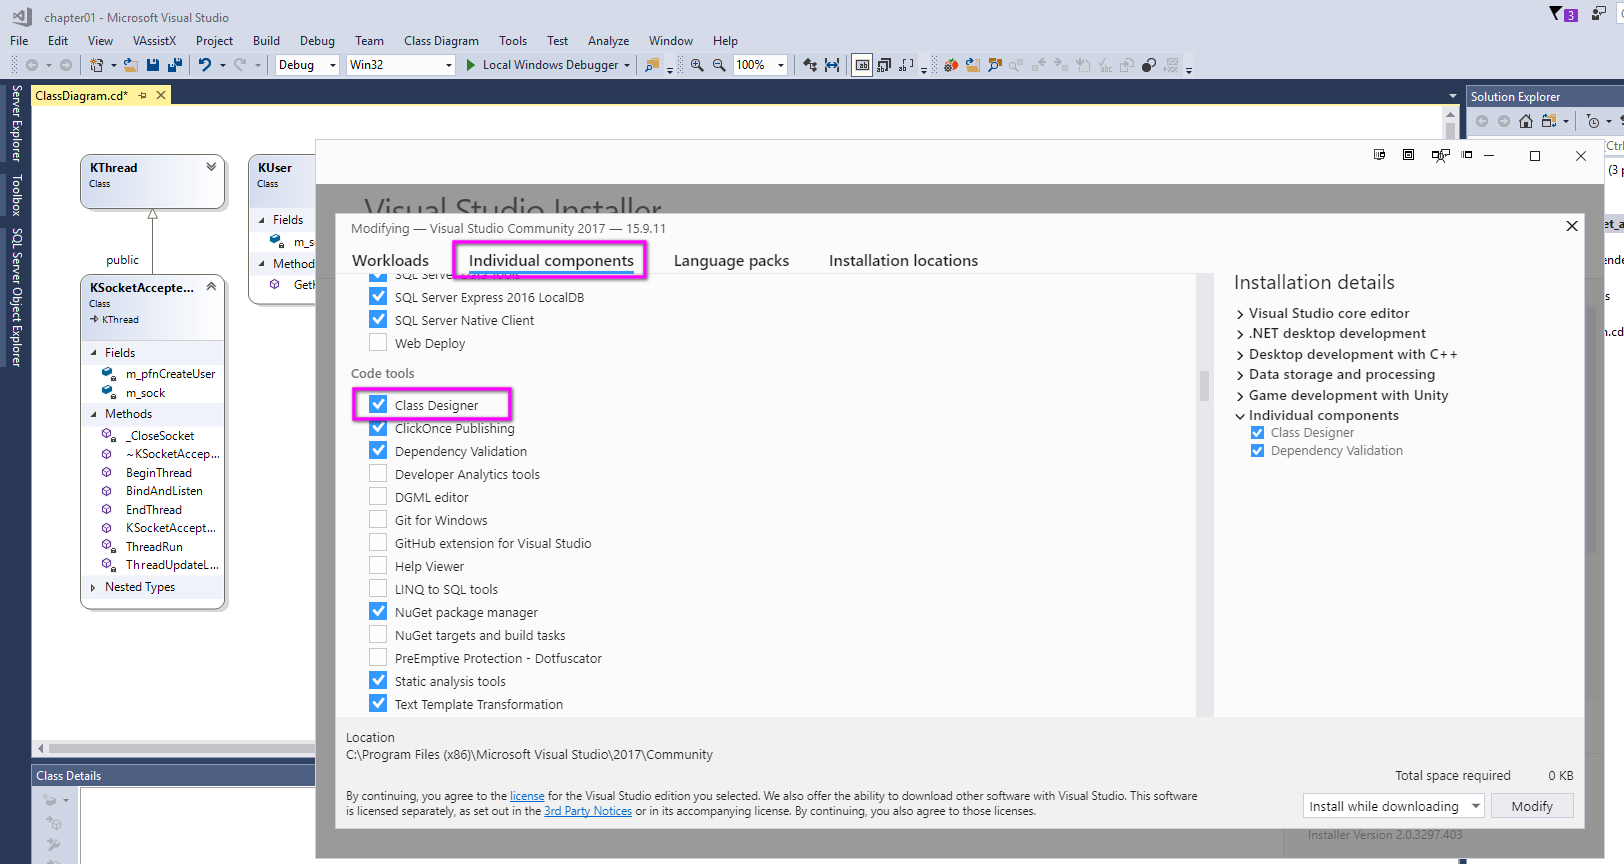 chapter01 - Microsoft Visual Studio
3
File Edit View VAssistX Project Build Debug Team Class Diagram Tools Test Analyze Window Help
Debug Win32 Local Windows Debugger 100%
Server Explorer
Toolbox
SQL Server Object Explorer
ClassDiagram.cd*
KThread
Class
public
KSocketAccepte...
Class
KThread
Fields
m_pfnCreateUser
m_sock
Methods
_CloseSocket
~KSocketAccep...
BeginThread
BindAndListen
EndThread
KSocketAccept...
ThreadRun
ThreadUpdateL...
Nested Types
KUser
Class
Fields
Class Details
Solution Explorer
Visual Studio Installer
Modifying — Visual Studio Community 2017 — 15.9.11
Workloads Individual components Language packs Installation locations
SQL Server Data Tools
SQL Server Express 2016 LocalDB
SQL Server Native Client
Web Deploy
Code tools
Class Designer
ClickOnce Publishing
Dependency Validation
Developer Analytics tools
DGML editor
Git for Windows
GitHub extension for Visual Studio
Help Viewer
LINQ to SQL tools
NuGet package manager
NuGet targets and build tasks
PreEmptive Protection - Dotfuscator
Static analysis tools
Text Template Transformation
Installation details
Visual Studio core editor
.NET desktop development
Desktop development with C++
Data storage and processing
Game development with Unity
Individual components
Class Designer
Dependency Validation
Location
C:\Program Files (x86)\Microsoft Visual Studio\2017\Community
Total space required 0 KB
By continuing, you agree to the license for the Visual Studio edition you selected. We also offer the ability to download other software with Visual Studio. This software
is licensed separately, as set out in the 3rd Party Notices or in its accompanying license. By continuing, you also agree to those licenses.
Install while downloading Modify
Installer Version 2.0.3297.403